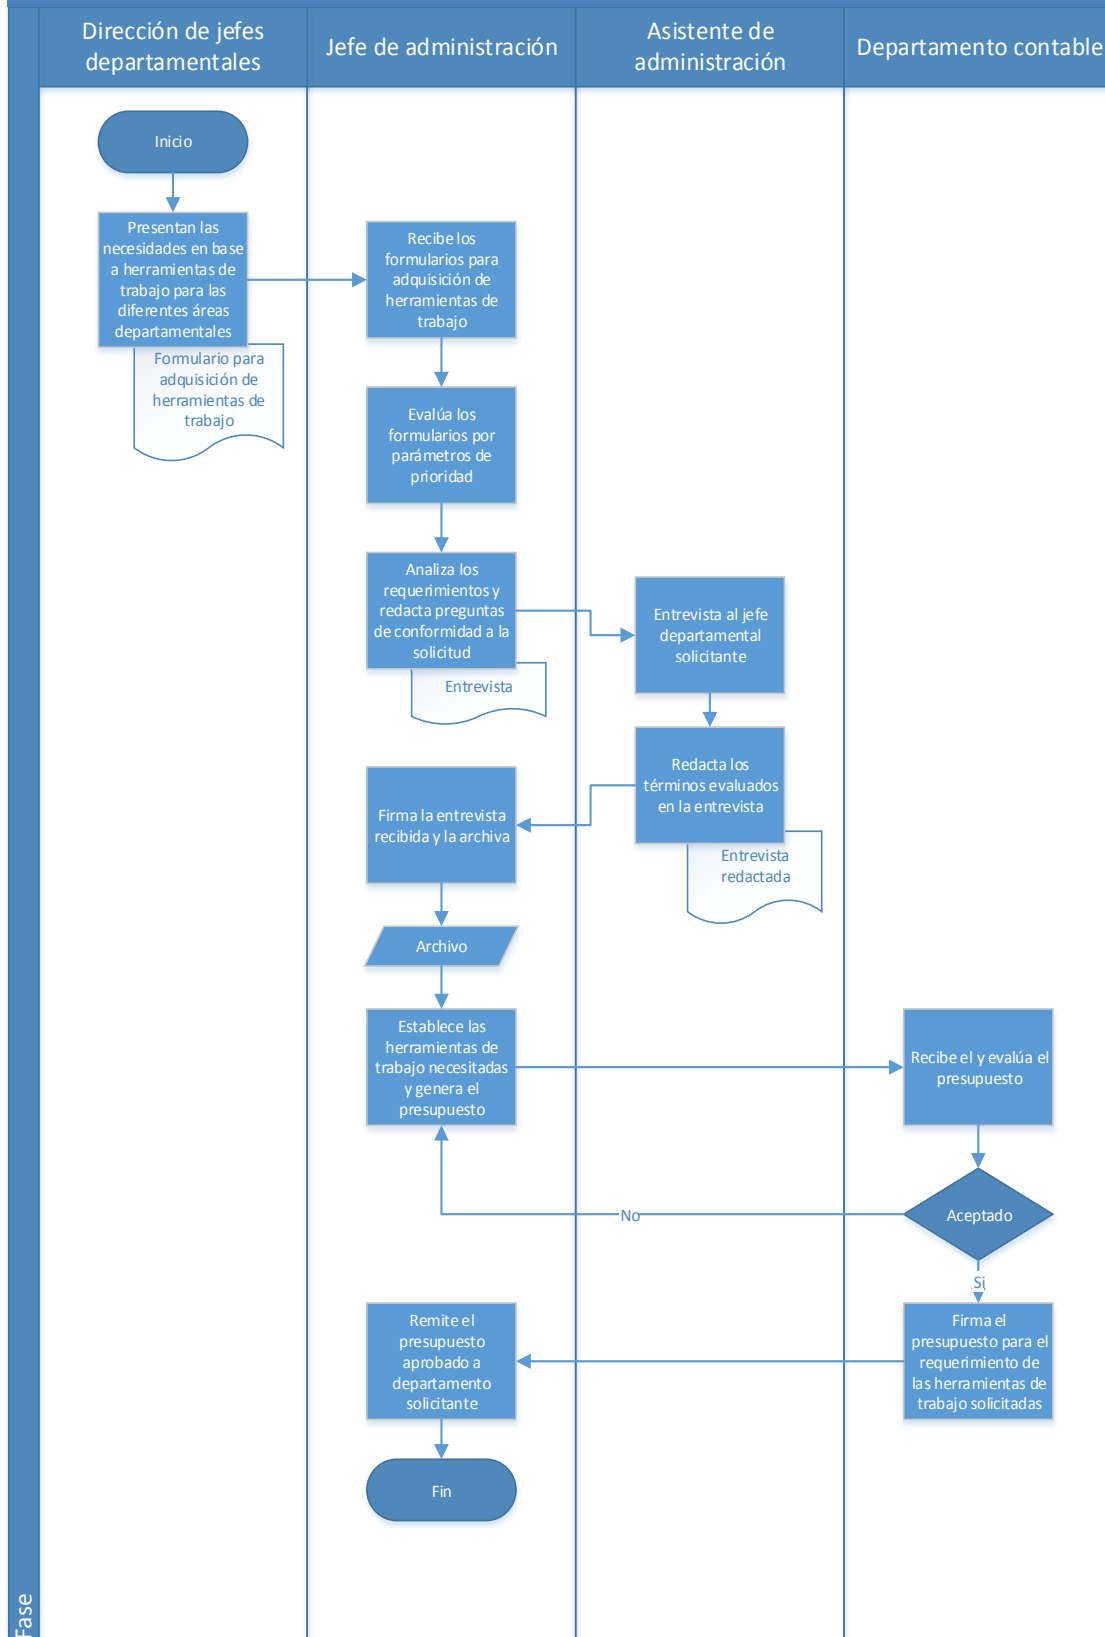 Dirección de jefes
departamentales
Jefe de administración
Asistente de
administración
Departamento contable
Inicio
Presentan las
necesidades en base
a herramientas de
trabajo para las
diferentes áreas
departamentales
Formulario para
adquisición de
herramientas de
trabajo
Recibe los
formularios para
adquisición de
herramientas de
trabajo
Evalúa los
formularios por
parámetros de
prioridad
Analiza los
requerimientos y
redacta preguntas
de conformidad a la
solicitud
Entrevista
Entrevista al jefe
departamental
solicitante
Redacta los
términos evaluados
en la entrevista
Entrevista
redactada
Firma la entrevista
recibida y la archiva
Archivo
Establece las
herramientas de
trabajo necesitadas
y genera el
presupuesto
Recibe el y evalúa el
presupuesto
Aceptado
No
Si
Firma el
presupuesto para el
requerimiento de
las herramientas de
trabajo solicitadas
Remite el
presupuesto
aprobado a
departamento
solicitante
Fin
Fase